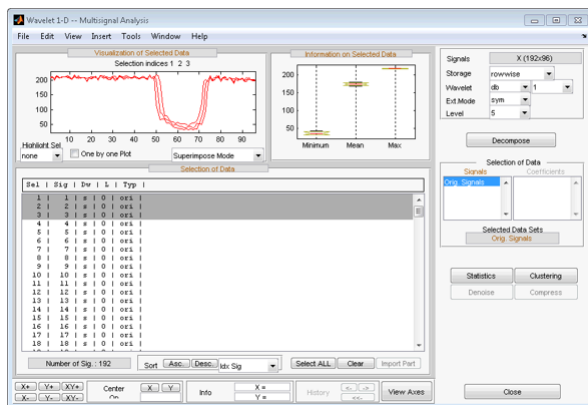 Wavelet 1-D -- Multisignal Analysis
File Edit View Insert Tools Window Help
Visualization of Selected Data
Selection indices 1 2 3
200
150
100
50
10 20 30 40 50 60 70 80 90
Highlight Sel
none
One by one Plot
Superimpose Mode
Information on Selected Data
200
150
100
50
Minimum Mean Max
Selection of Data
Sel | Sig | Dw | L | Typ |
1 | 1 | s | 0 | ori |
2 | 2 | s | 0 | ori |
3 | 3 | s | 0 | ori |
4 | 4 | s | 0 | ori |
5 | 5 | s | 0 | ori |
6 | 6 | s | 0 | ori |
7 | 7 | s | 0 | ori |
8 | 8 | s | 0 | ori |
9 | 9 | s | 0 | ori |
10 | 10 | s | 0 | ori |
11 | 11 | s | 0 | ori |
12 | 12 | s | 0 | ori |
13 | 13 | s | 0 | ori |
14 | 14 | s | 0 | ori |
15 | 15 | s | 0 | ori |
16 | 16 | s | 0 | ori |
17 | 17 | s | 0 | ori |
18 | 18 | s | 0 | ori |
Number of Sig. : 192
Sort Asc. Desc. Idx Sig
Select ALL Clear Import Part
X+ Y+ XY+
X- Y- XY-
Center On X Y
Info X = Y =
History <- -> <<-
View Axes
Signals X (192x96)
Storage rowwise
Wavelet db 1
Ext.Mode sym
Level 5
Decompose
Selection of Data
Signals Coefficients
Orig. Signals
Selected Data Sets
Orig. Signals
Statistics Clustering
Denoise Compress
Close